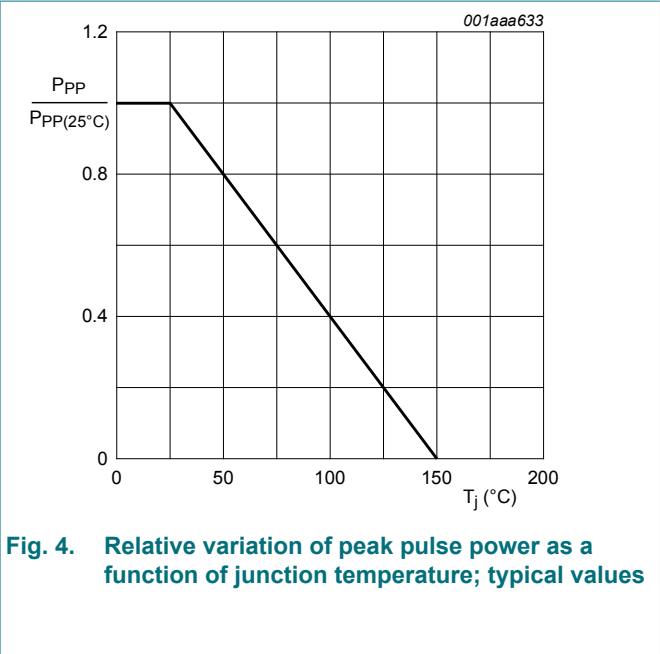 001aaa633
1.2
PPP
PPP(25°C)
0.8
0.4
0
0 50 100 150 200
Tj (°C)
Fig. 4. Relative variation of peak pulse power as a
function of junction temperature; typical values